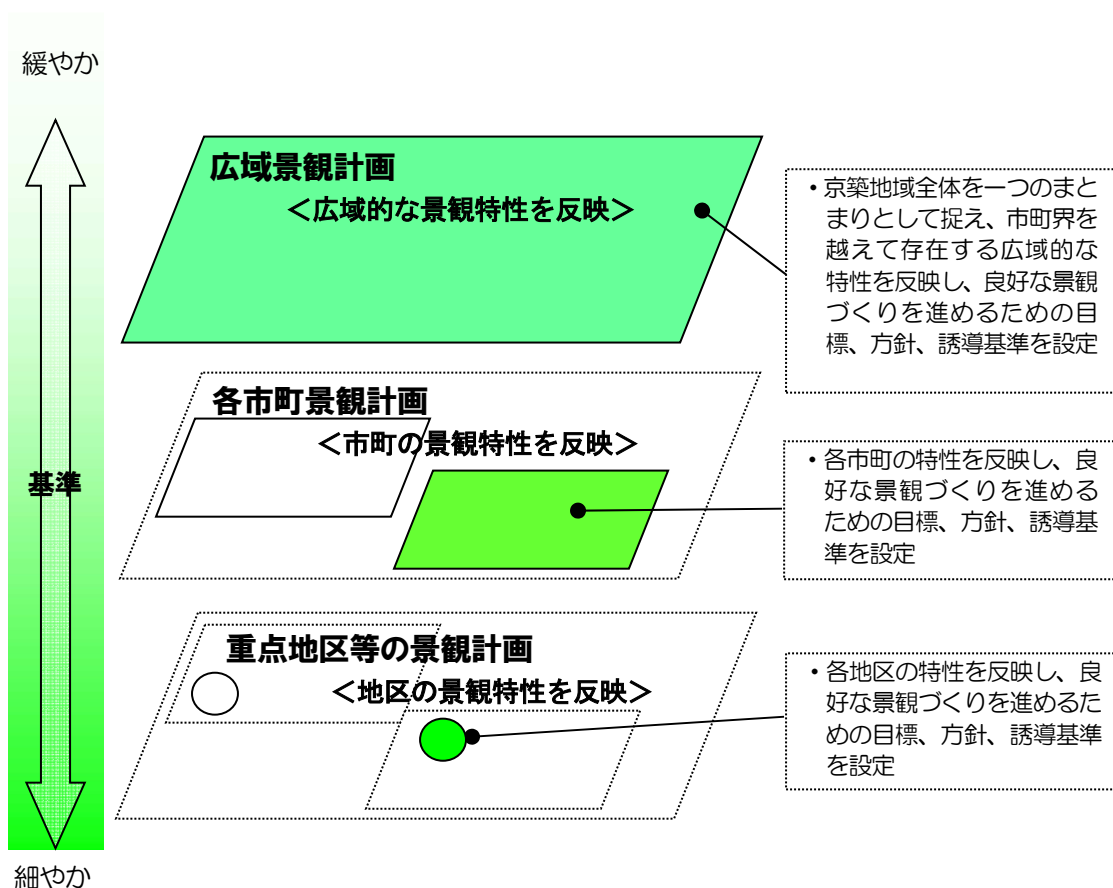 緩やか
広域景観計画
＜広域的な景観特性を反映＞
・京築地域全体を一つのまと
まりとして捉え、市町界を
越えて存在する広域的な
特性を反映し、良好な景観
づくりを進めるための目
標、方針、誘導基準を設定
各市町景観計画
＜市町の景観特性を反映＞
・各市町の特性を反映し、良
好な景観づくりを進める
ための目標、方針、誘導基
準を設定
基準
重点地区等の景観計画
＜地区の景観特性を反映＞
・各地区の特性を反映し、良
好な景観づくりを進めるた
めの目標、方針、誘導基準
を設定
細やか